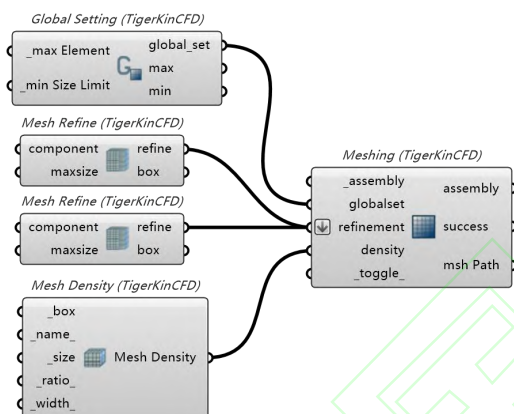 Global Setting (TigerKinCFD)
_max Element
global_set
_min Size Limit
G
max
min
Mesh Refine (TigerKinCFD)
component
refine
maxsize
box
Mesh Refine (TigerKinCFD)
component
refine
maxsize
box
Mesh Density (TigerKinCFD)
_box
_name_
_size
Mesh Density
_ratio_
_width_
Meshing (TigerKinCFD)
_assembly
assembly
globalset
refinement
success
density
msh Path
_toggle_